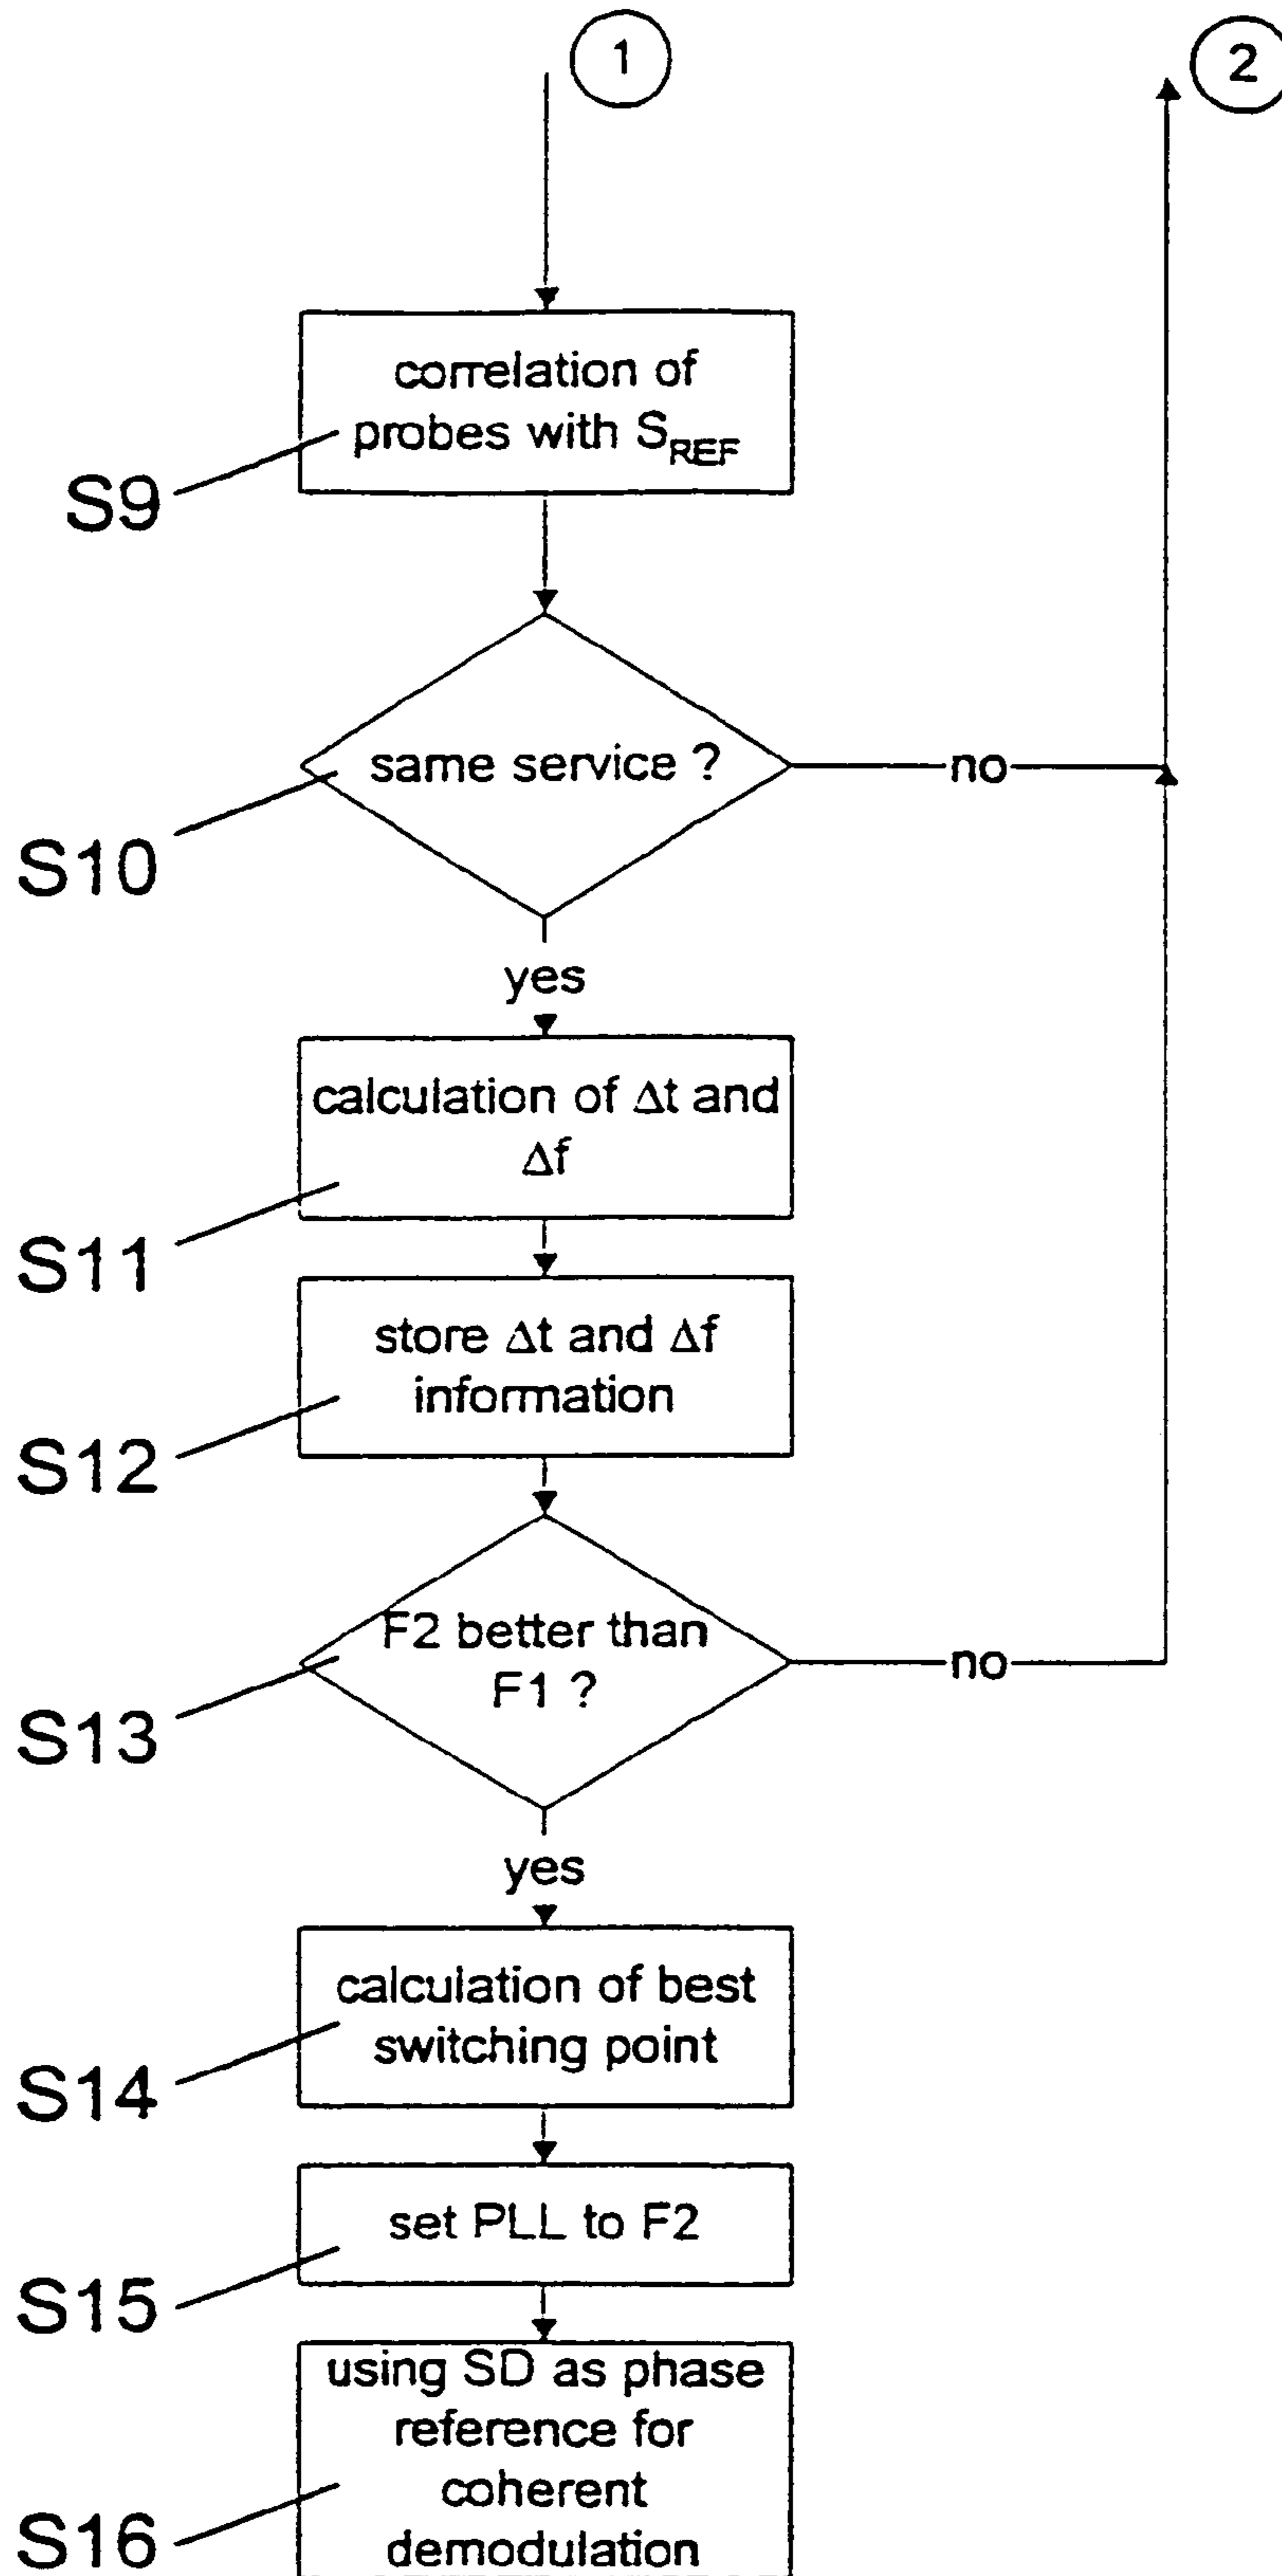 1
2
correlation of
probes with S_REF
S9
same service ?
no
S10
yes
calculation of Δt and
Δf
S11
store Δt and Δf
information
S12
F2 better than
F1 ?
no
S13
yes
calculation of best
switching point
S14
set PLL to F2
S15
using SD as phase
reference for
coherent
demodulation
S16